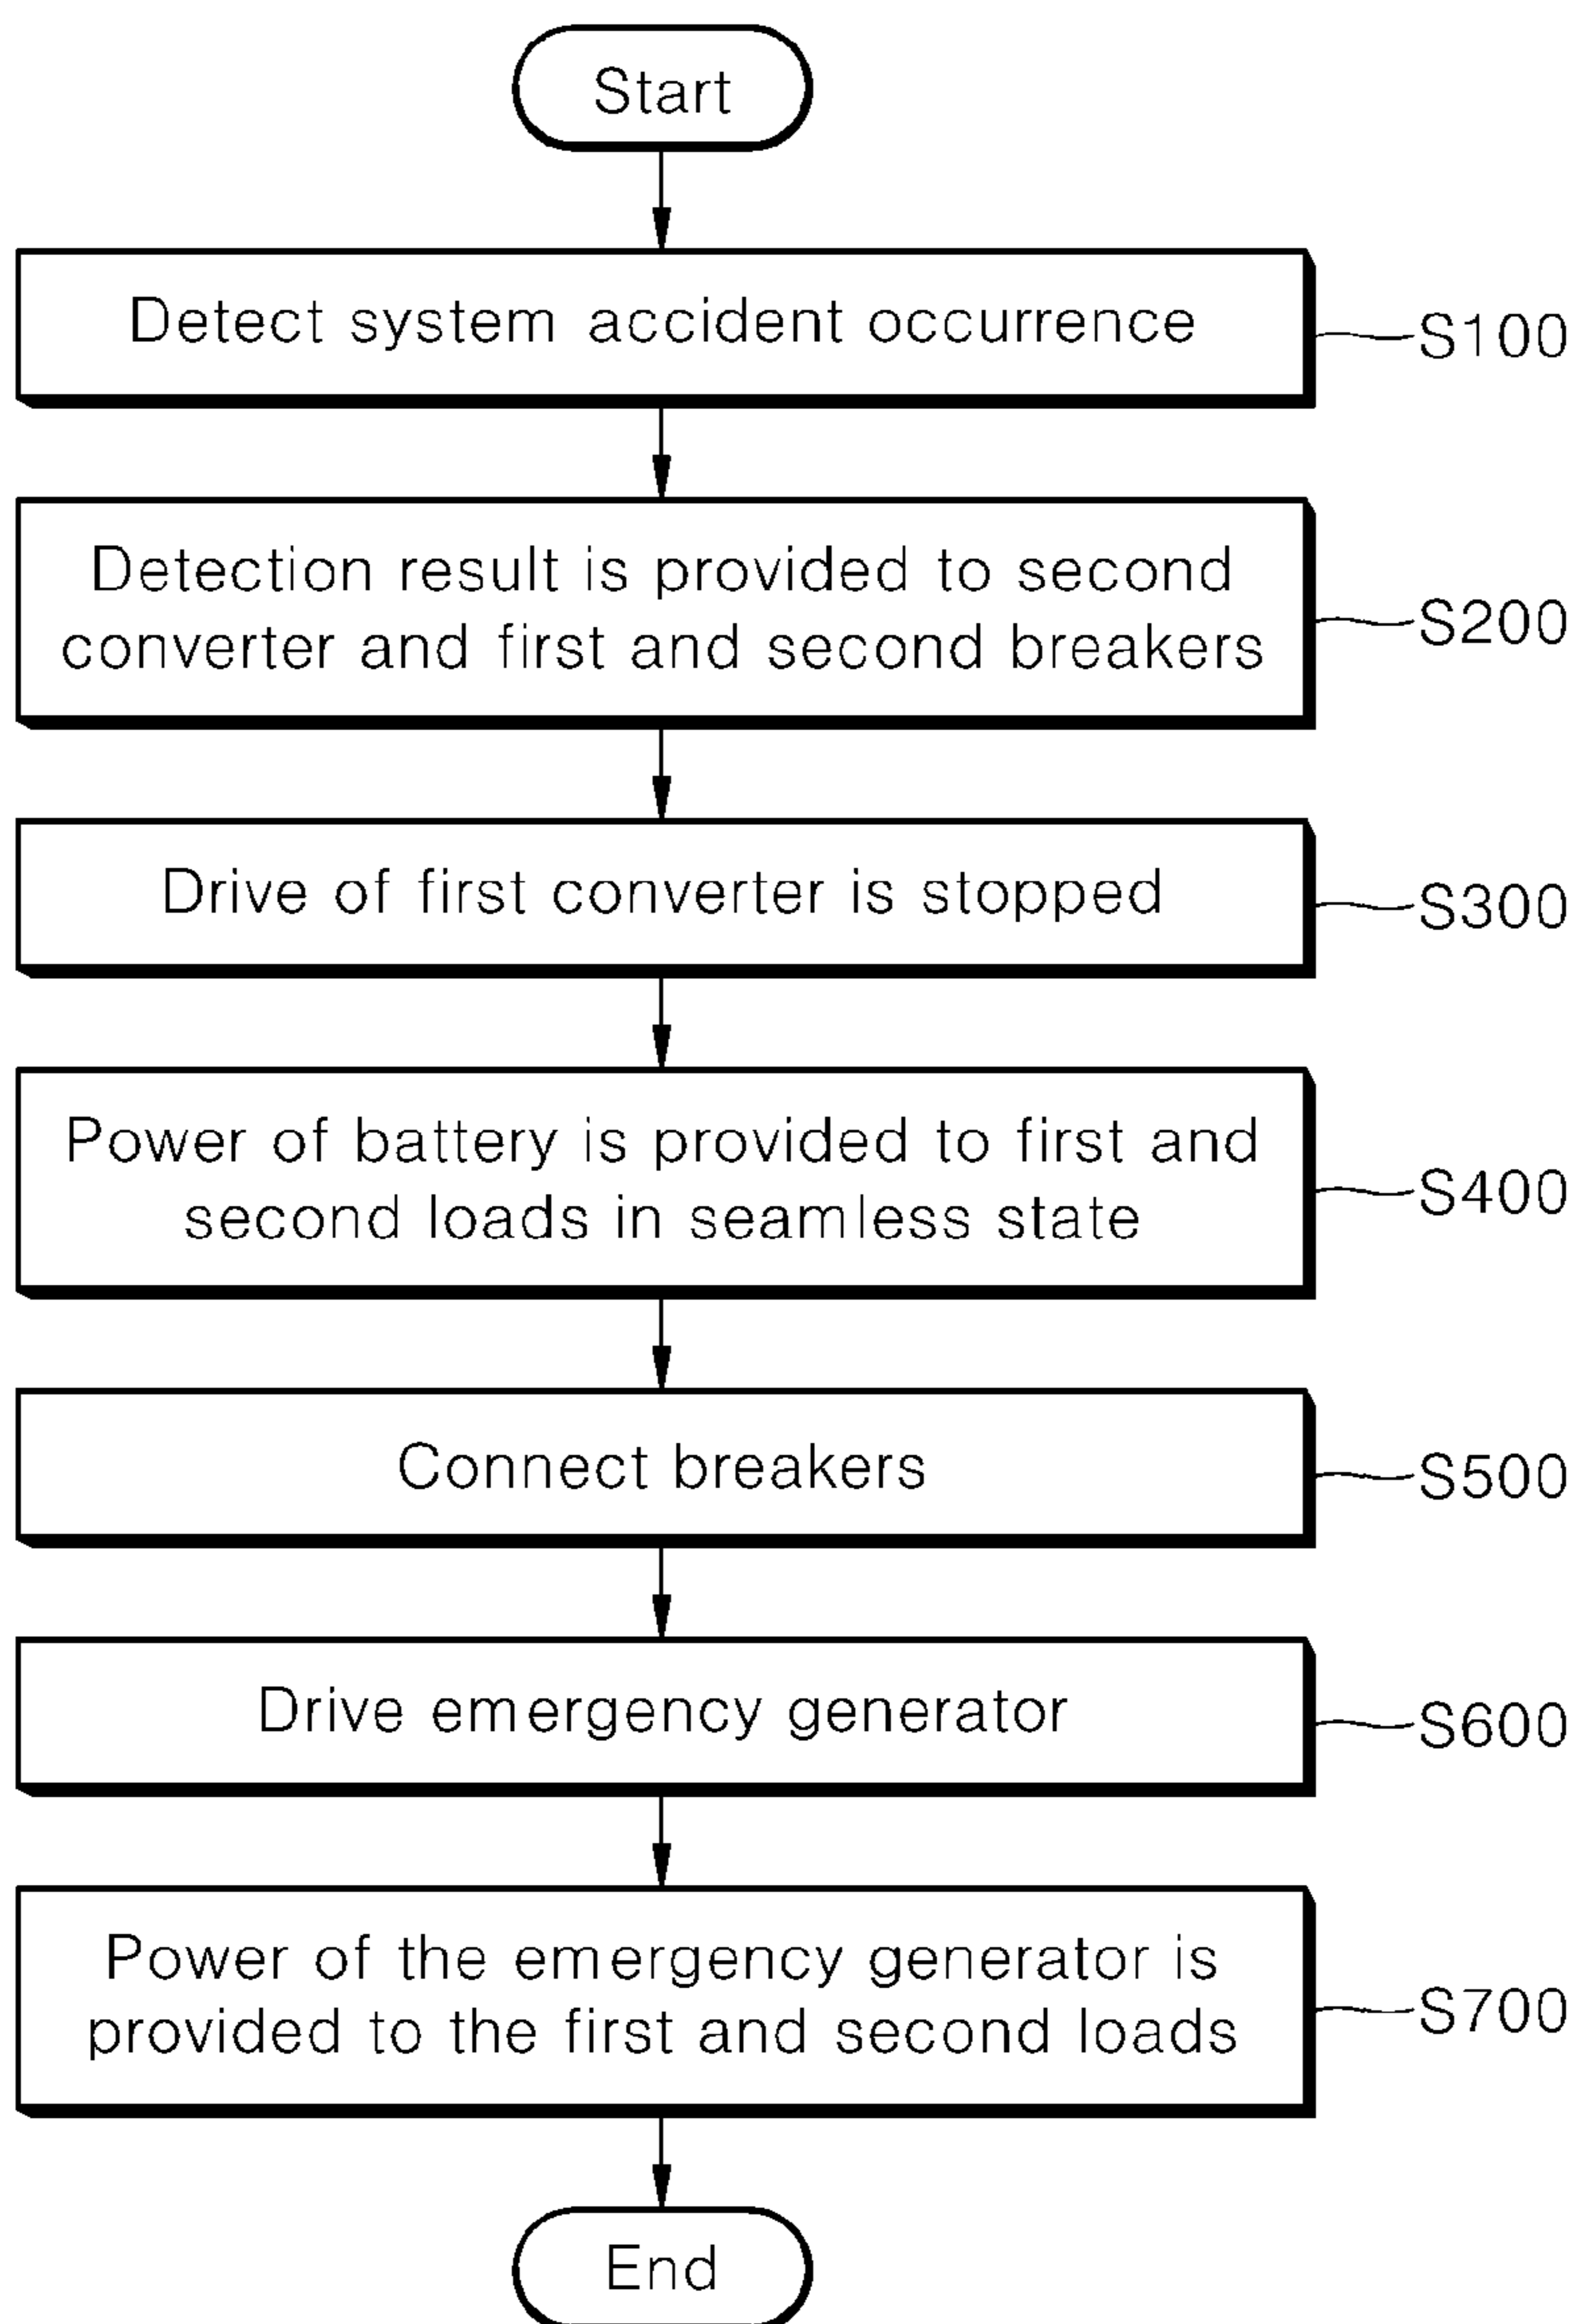 Start
Detect system accident occurrence
S100
Detection result is provided to second
converter and first and second breakers
S200
Drive of first converter is stopped
S300
Power of battery is provided to first and
second loads in seamless state
S400
Connect breakers
S500
Drive emergency generator
S600
Power of the emergency generator is
provided to the first and second loads
S700
End